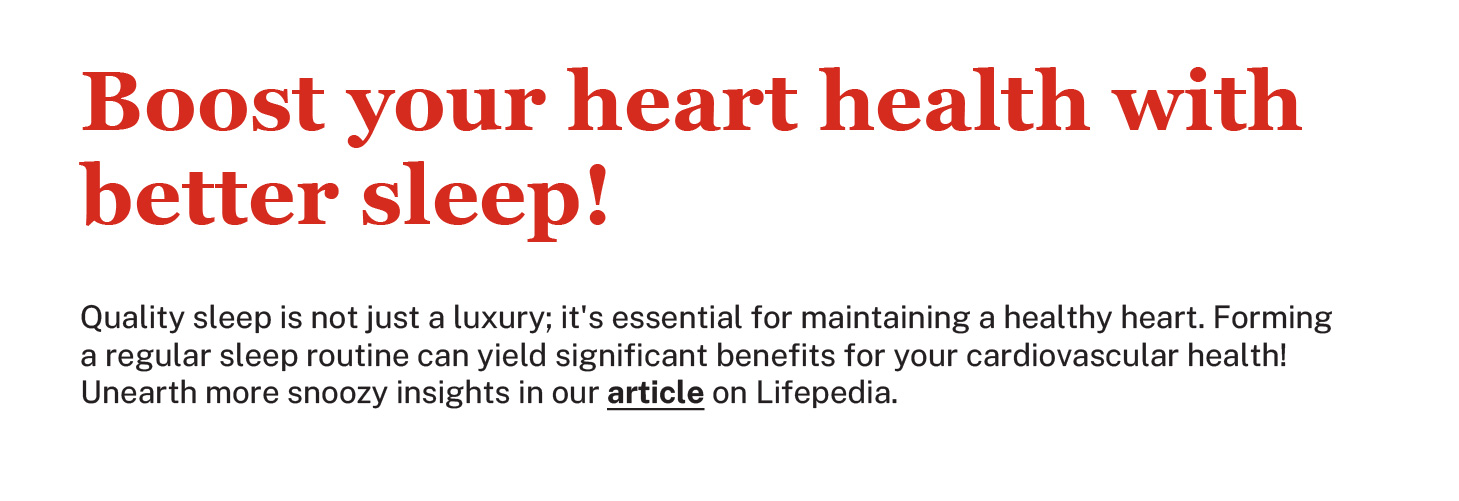 Boost your heart health with
better sleep!
Quality sleep is not just a luxury; it's essential for maintaining a healthy heart. Forming
a regular sleep routine can yield significant benefits for your cardiovascular health!
Unearth more snoozy insights in our article on Lifepedia.